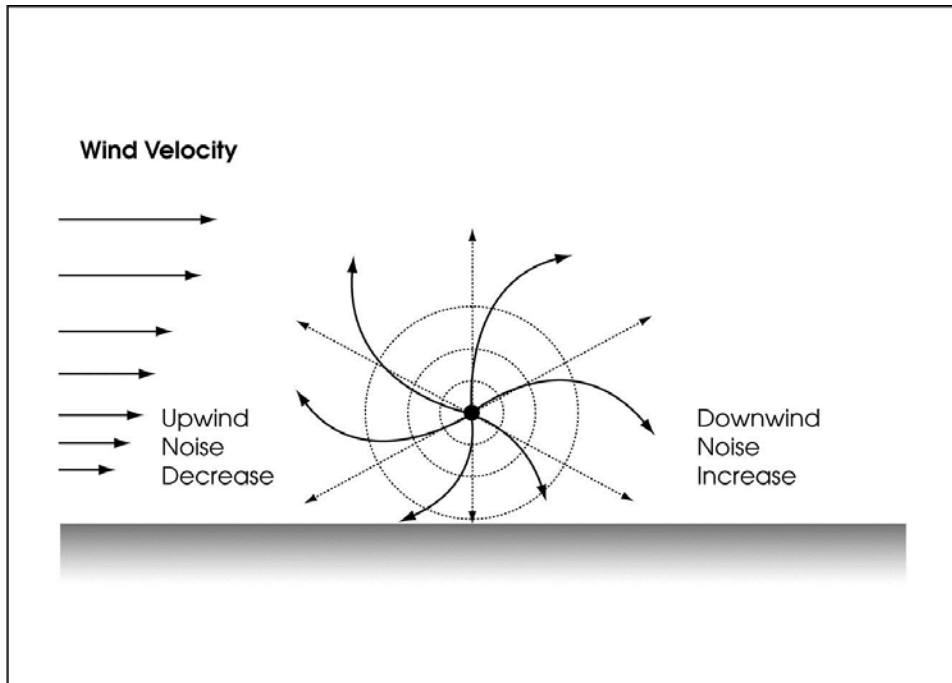 Wind Velocity
Upwind
Noise
Decrease
Downwind
Noise
Increase